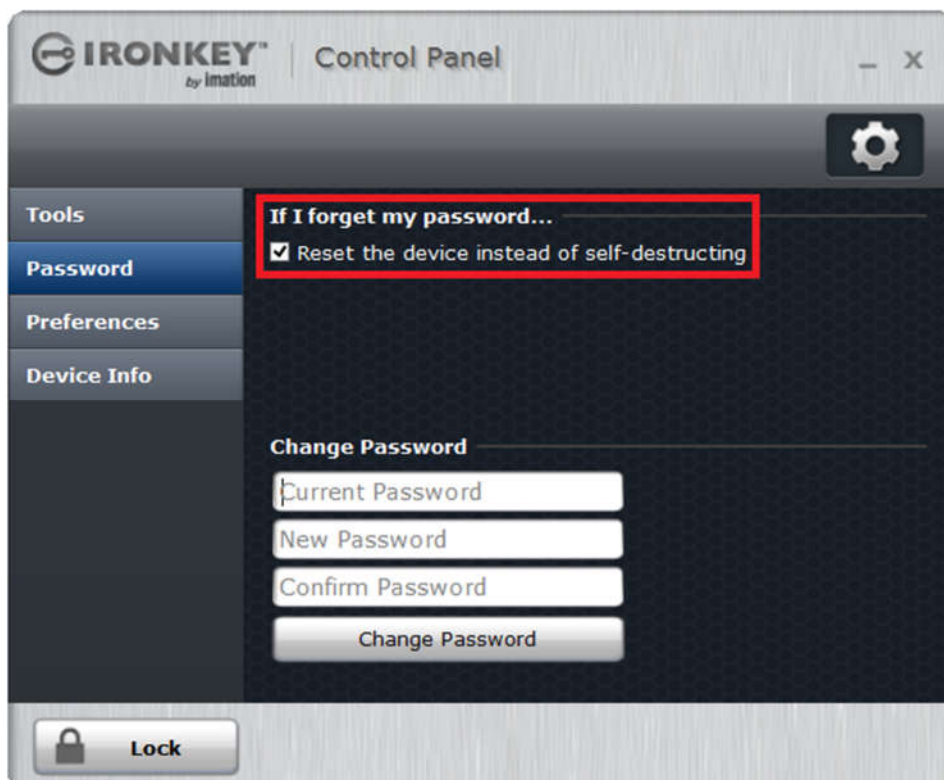 IRONKEY™
by imation
Control Panel
Tools
Password
Preferences
Device Info
If I forget my password...
Reset the device instead of self-destructing
Change Password
Current Password
New Password
Confirm Password
Change Password
Lock